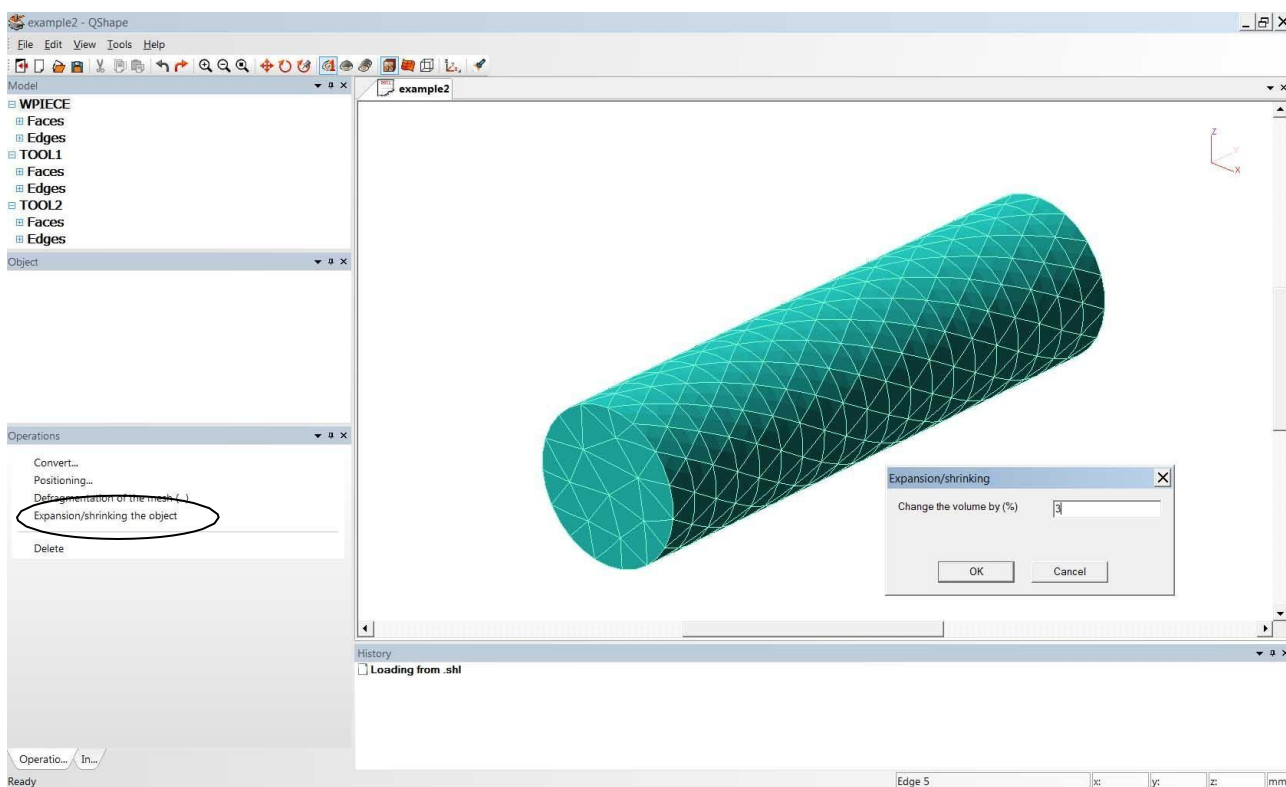 example2 - QShape
File Edit View Tools Help
Model
example2
WPIECE
Faces
Edges
TOOL1
Faces
Edges
TOOL2
Faces
Edges
Z
Y
X
Object
Operations
Convert...
Positioning...
Defragmentation of the mesh (...)
Expansion/shrinking the object
Delete
Expansion/shrinking
Change the volume by (%) 3
OK Cancel
History
Loading from .shl
Operatio... In...
Ready Edge 5 x: y: z: mm